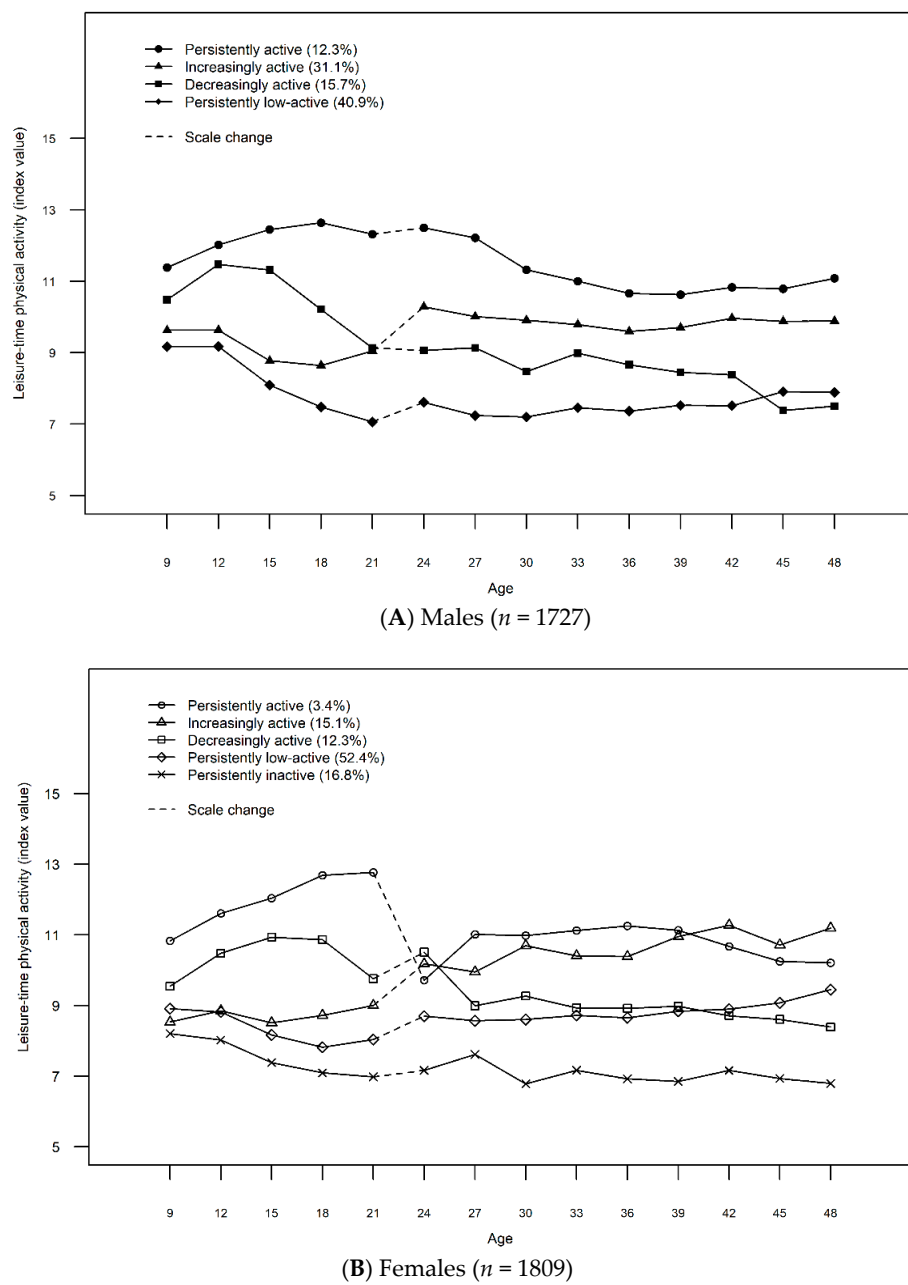 Persistently active (12.3%)
Increasingly active (31.1%)
Decreasingly active (15.7%)
Persistently low-active (40.9%)
Scale change
Leisure-time physical activity (index value)
15
13
11
9
7
5
9 12 15 18 21 24 27 30 33 36 39 42 45 48
Age
(A) Males (n = 1727)
Persistently active (3.4%)
Increasingly active (15.1%)
Decreasingly active (12.3%)
Persistently low-active (52.4%)
Persistently inactive (16.8%)
Scale change
Leisure-time physical activity (index value)
15
13
11
9
7
5
9 12 15 18 21 24 27 30 33 36 39 42 45 48
Age
(B) Females (n = 1809)